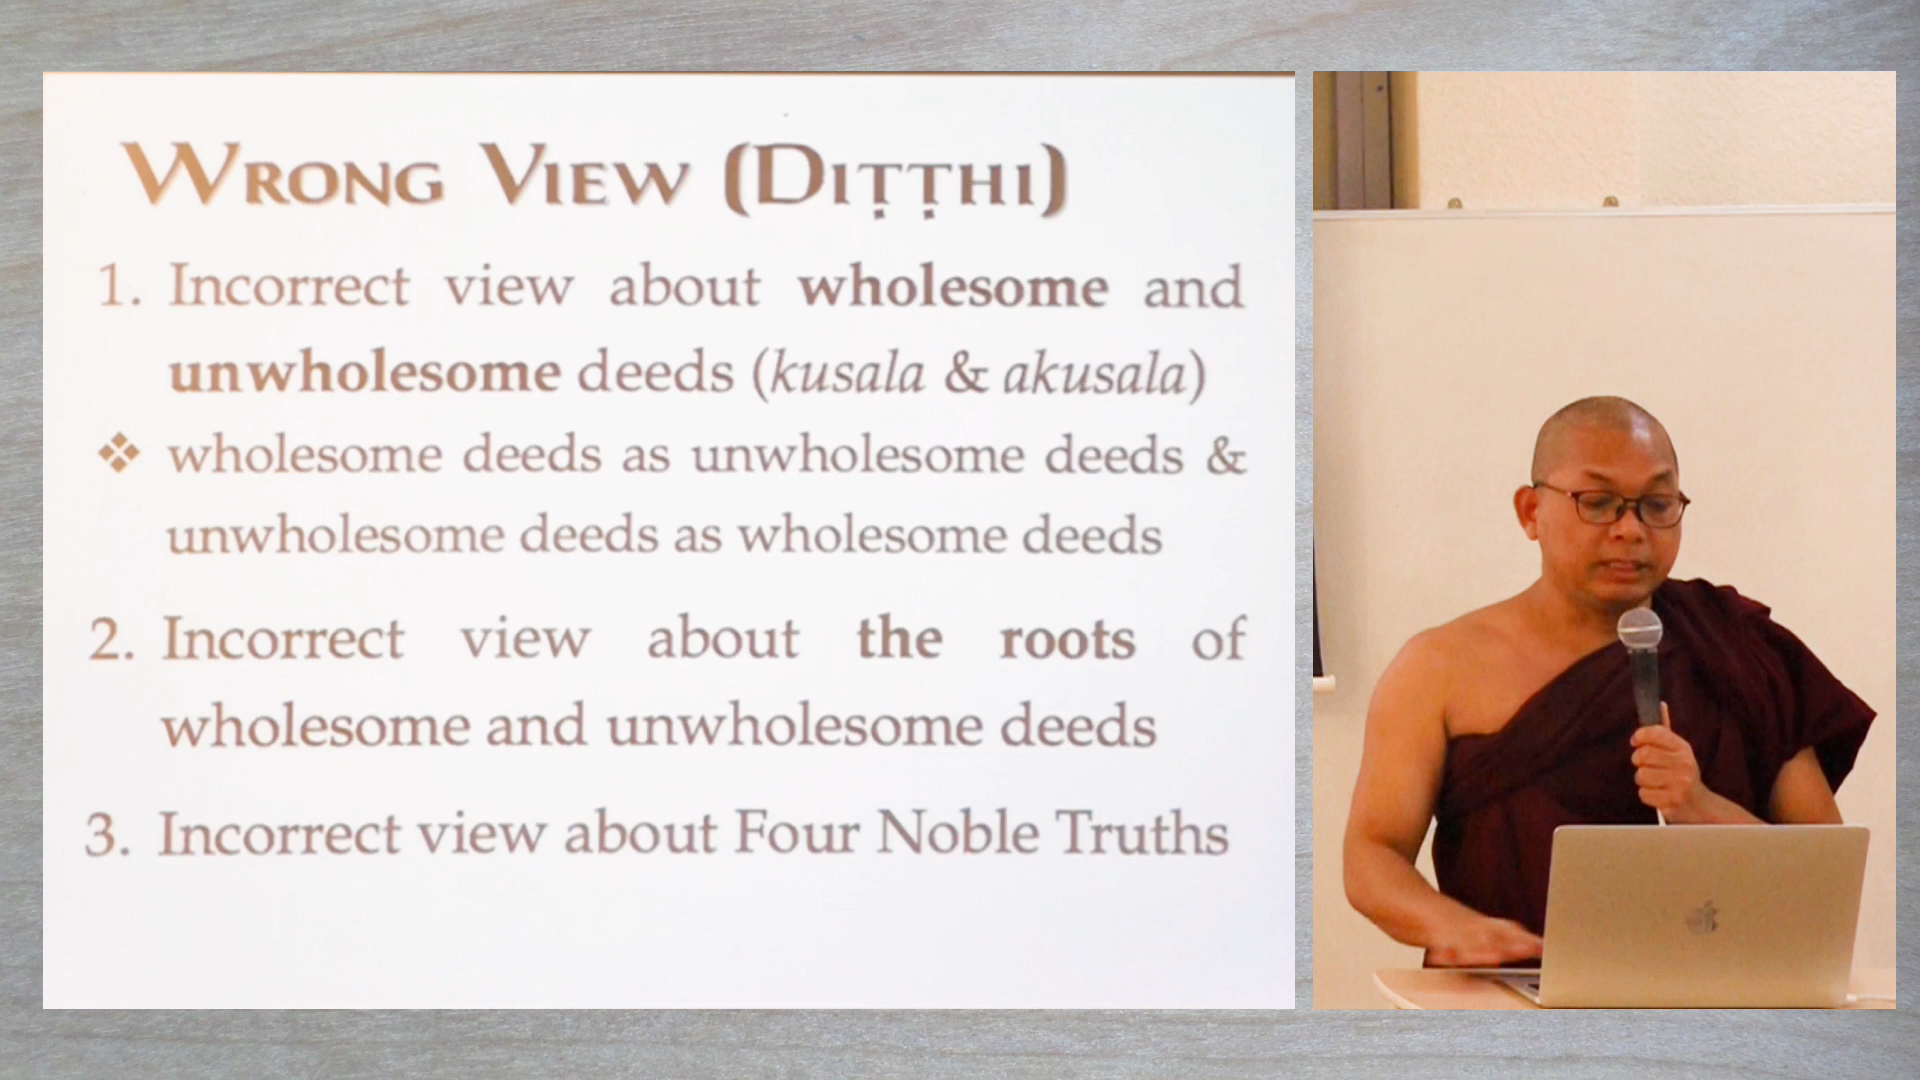 WRONG VIEW (DIṬṬHI)
1. Incorrect view about wholesome and
unwholesome deeds (kusala & akusala)
❖ wholesome deeds as unwholesome deeds &
unwholesome deeds as wholesome deeds
2. Incorrect view about the roots of
wholesome and unwholesome deeds
3. Incorrect view about Four Noble Truths